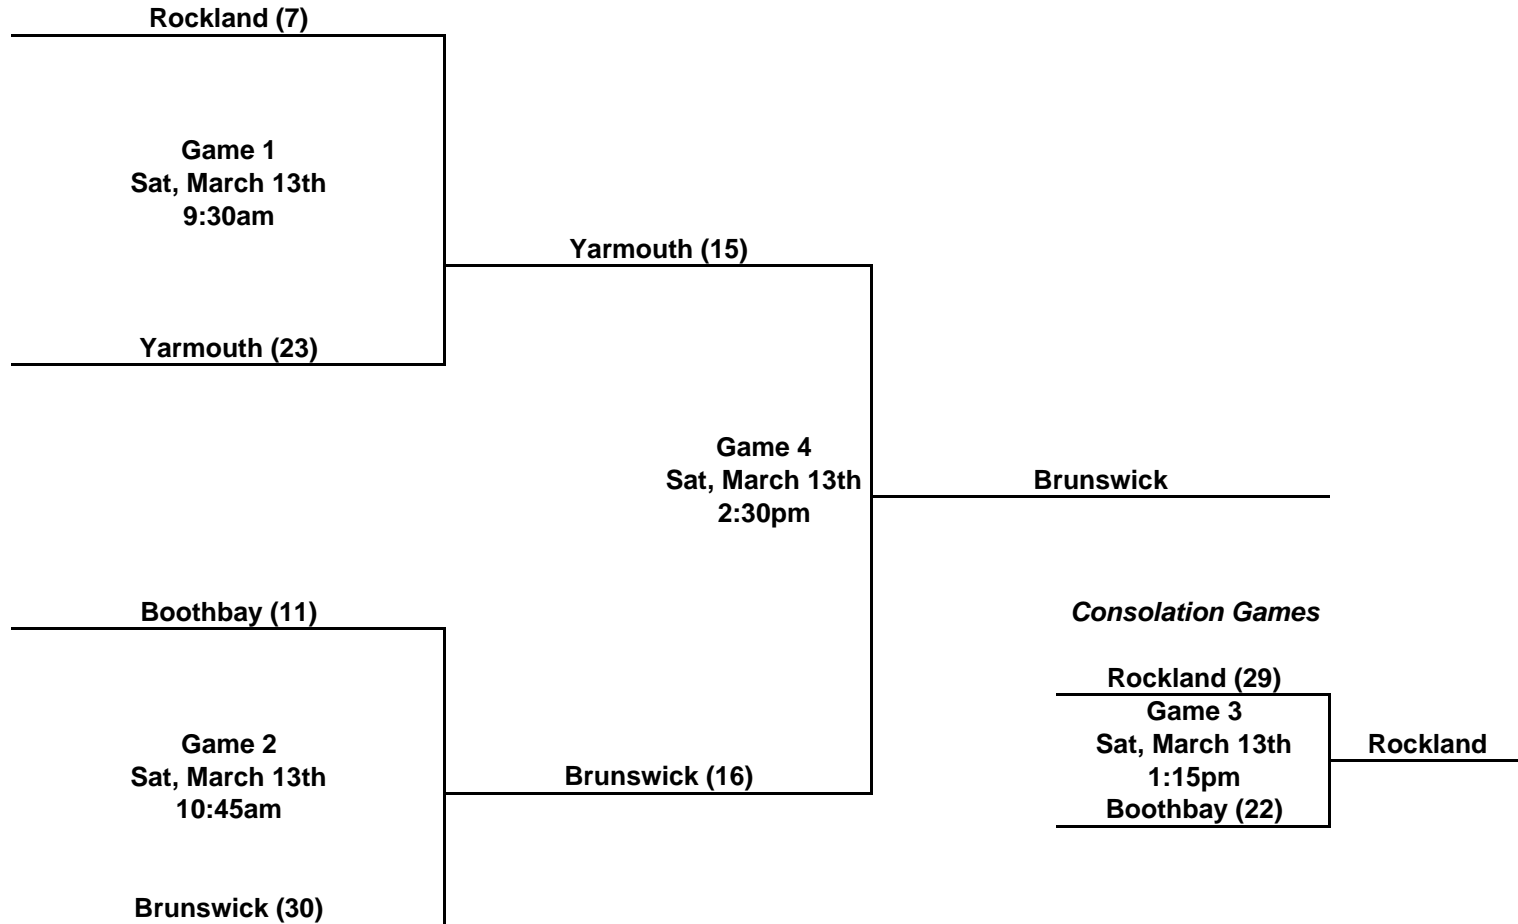 Rockland (7)
Game 1
Sat, March 13th
9:30am
Yarmouth (15)
Yarmouth (23)
Game 4
Sat, March 13th
2:30pm
Brunswick
Boothbay (11)
Consolation Games
Rockland (29)
Game 3
Sat, March 13th
1:15pm
Boothbay (22)
Rockland
Game 2
Sat, March 13th
10:45am
Brunswick (16)
Brunswick (30)